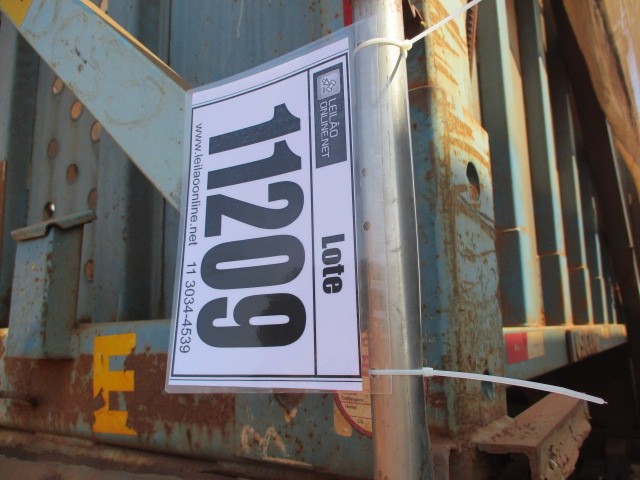 LEILÃO
ONLINE.NET
Lote
11209
www.leilaoonline.net 11 3034-4539
E